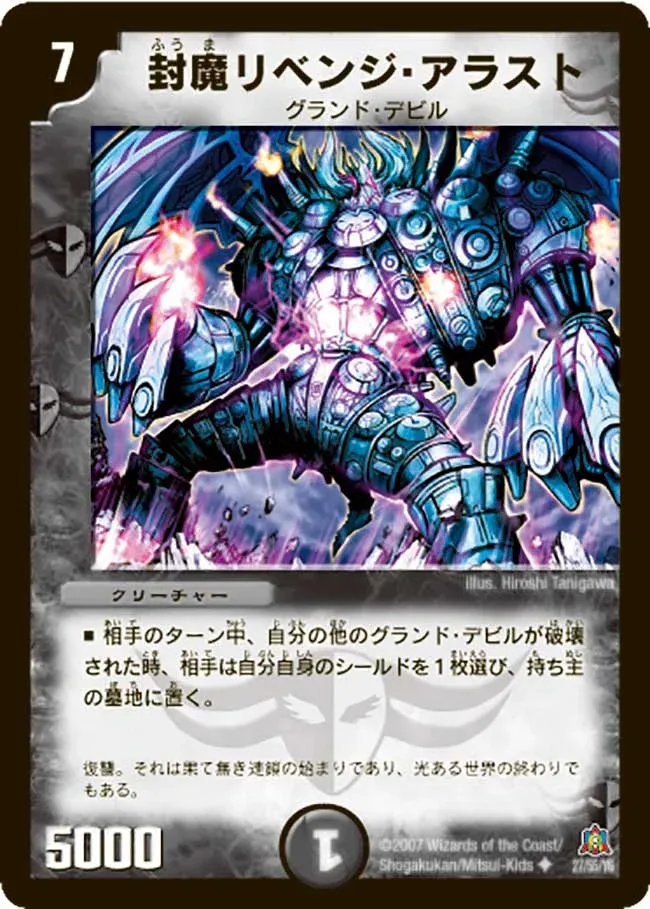 7
封魔リベンジ・アラスト
ふうま
グランド・デビル
illus. Hiroshi Tanigawa
クリーチャー
■ 相手のターン中、自分の他のグランド・デビルが破壊
された時、相手は自分自身のシールドを1枚選び、持ち主
の墓地に置く。
復讐。それは果て無き連鎖の始まりであり、光ある世界の終わりで
もある。
5000
1
©2007 Wizards of the Coast/
Shogakukan/Mitsui-Kids ◆
27/55/Y6